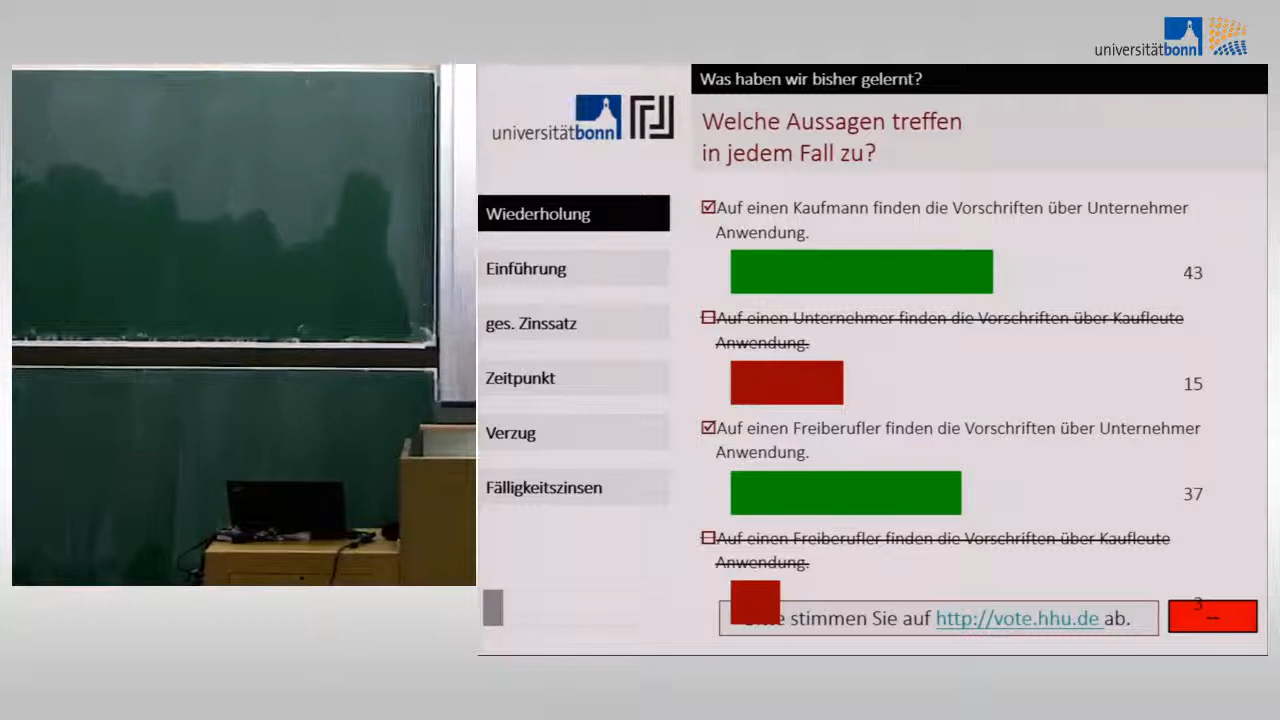 universitätbonn
Was haben wir bisher gelernt?
universitätbonn
Welche Aussagen treffen
in jedem Fall zu?
Wiederholung
Einführung
ges. Zinssatz
Zeitpunkt
Verzug
Fälligkeitszinsen
Auf einen Kaufmann finden die Vorschriften über Unternehmer
Anwendung.
43
Auf einen Unternehmer finden die Vorschriften über Kaufleute
Anwendung.
15
Auf einen Freiberufler finden die Vorschriften über Unternehmer
Anwendung.
37
Auf einen Freiberufler finden die Vorschriften über Kaufleute
Anwendung.
3
stimmen Sie auf http://vote.hhu.de ab.
--